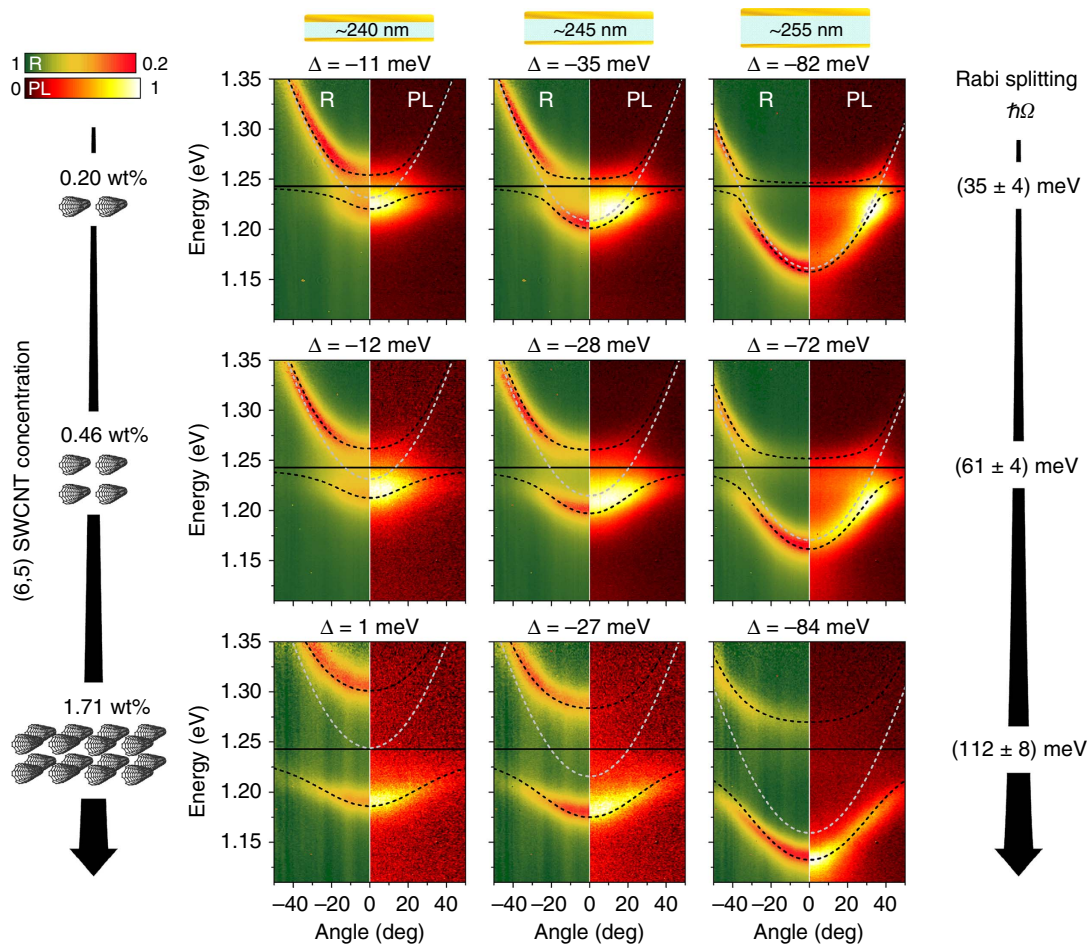 ~240 nm ~245 nm ~255 nm
1 R 0.2
0 PL 1
Δ = –11 meV Δ = –35 meV Δ = –82 meV
Rabi splitting
ℏΩ
R PL R PL R PL
1.35
1.30
1.25
1.20
1.15
Energy (eV)
0.20 wt%
(35 ± 4) meV
Δ = –12 meV Δ = –28 meV Δ = –72 meV
1.35
1.30
1.25
1.20
1.15
Energy (eV)
(6,5) SWCNT concentration
0.46 wt%
(61 ± 4) meV
Δ = 1 meV Δ = –27 meV Δ = –84 meV
1.35
1.30
1.25
1.20
1.15
Energy (eV)
1.71 wt%
(112 ± 8) meV
–40 –20 0 20 40 –40 –20 0 20 40 –40 –20 0 20 40
Angle (deg) Angle (deg) Angle (deg)